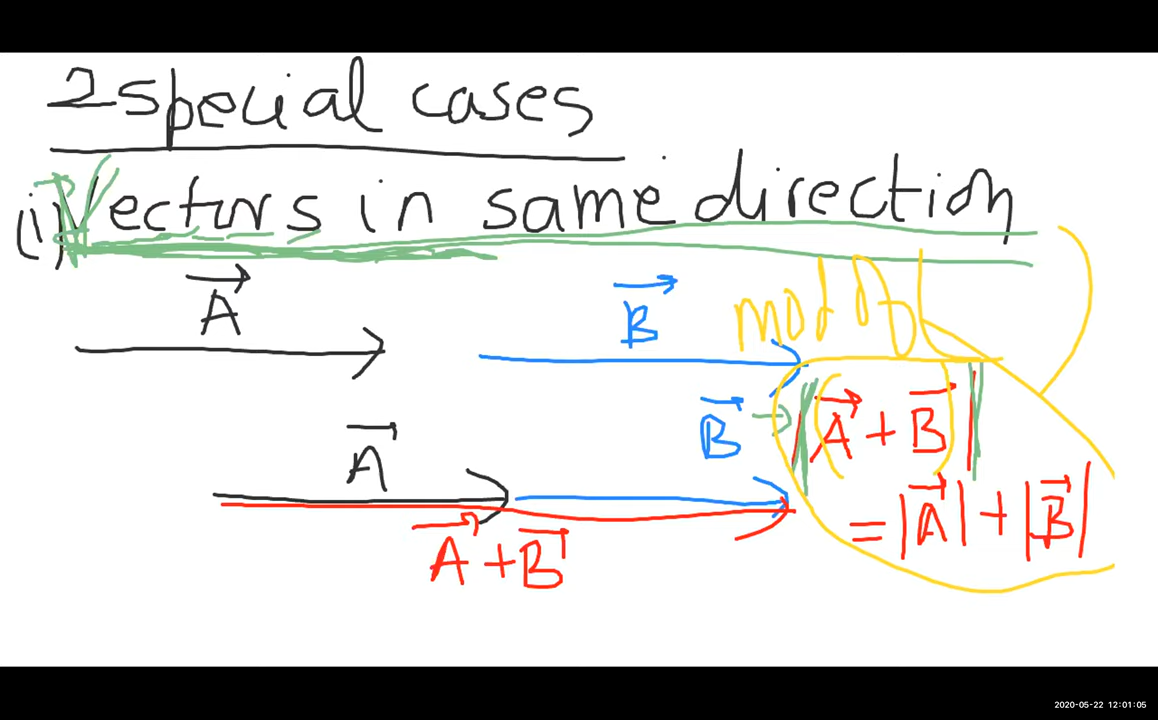 2 special cases
(i) Vectors in same direction
A⃗
B⃗
mod of
B⃗
|(A⃗ + B⃗)|
A⃗
= |A⃗| + |B⃗|
A⃗ + B⃗
2020-05-22 12:01:05